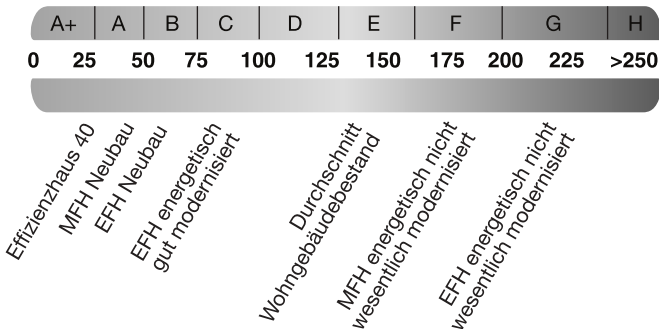 A+ A B C D E F G H
0 25 50 75 100 125 150 175 200 225 >250
Effizienzhaus 40
MFH Neubau
EFH Neubau
EFH energetisch
gut modernisiert
Durchschnitt
Wohngebäudebestand
MFH energetisch nicht
wesentlich modernisiert
EFH energetisch nicht
wesentlich modernisiert